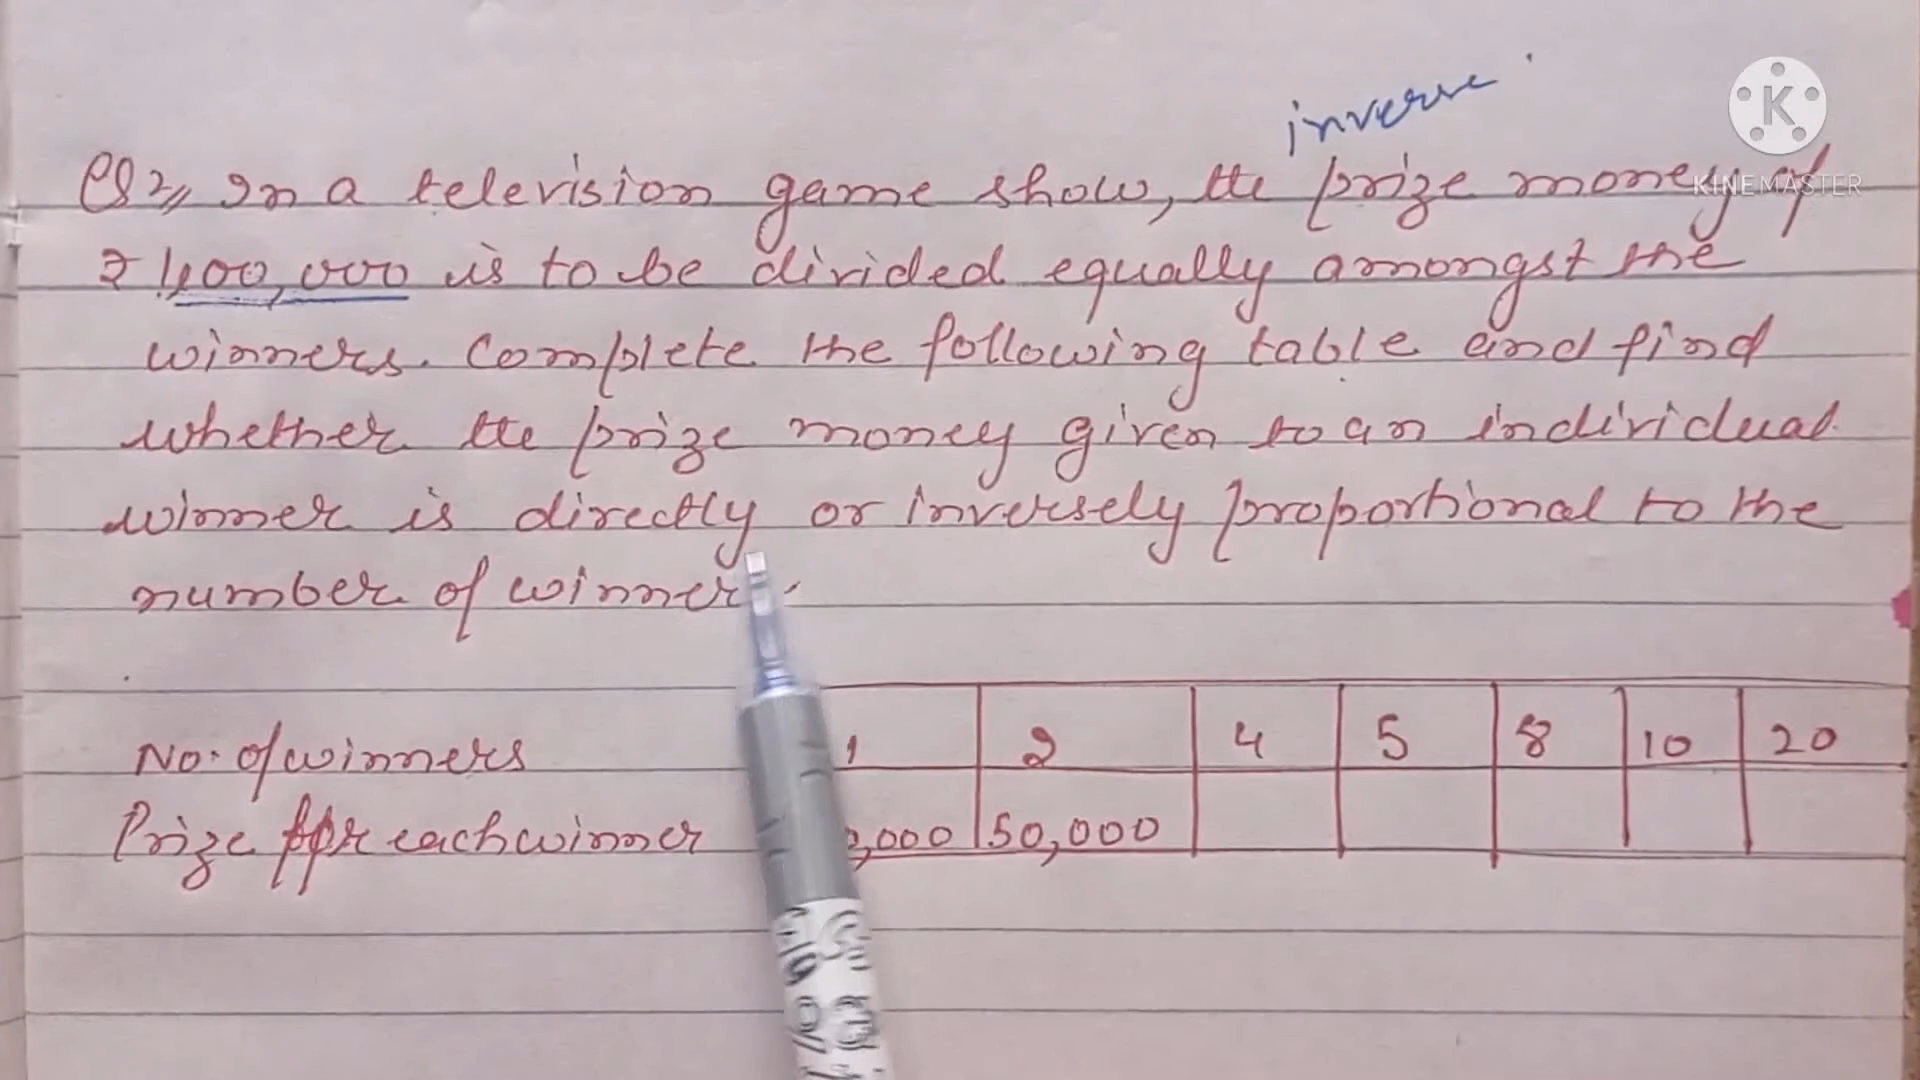 inverse
KINEMASTER
Q2, In a television game show, the prize money of
₹ 1,00,000 is to be divided equally amongst the
winners. Complete the following table and find
whether the prize money given to an individual
winner is directly or inversely proportional to the
number of winner.
No. of winners 1 2 4 5 8 10 20
Prize for each winner 0,000 50,000